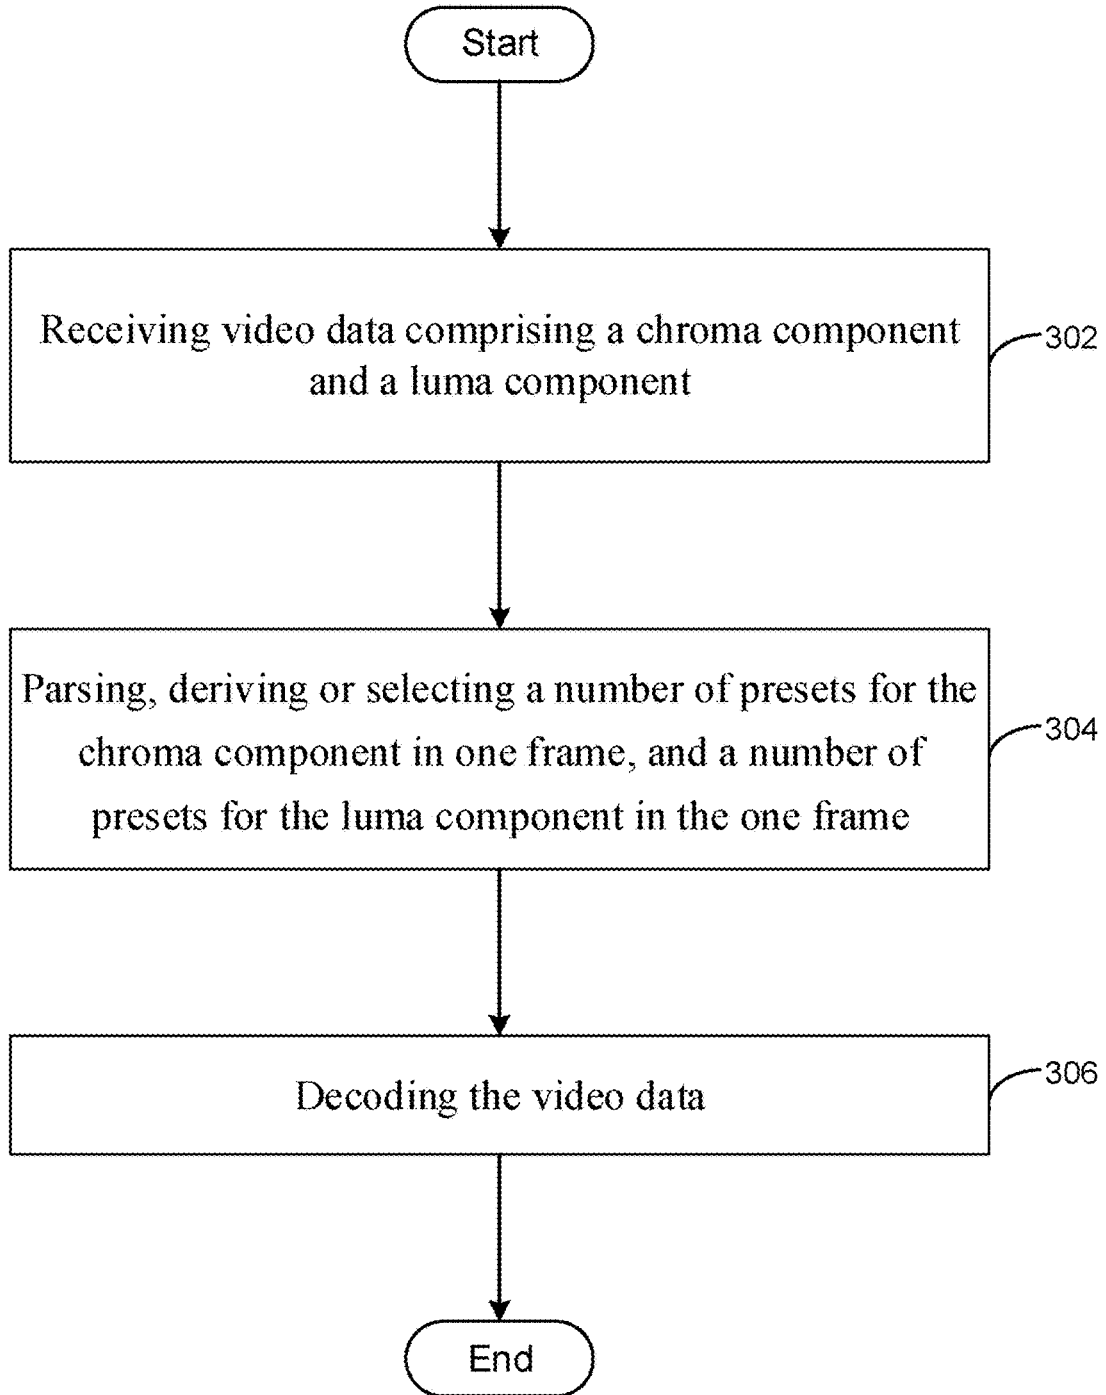 Start
Receiving video data comprising a chroma component
and a luma component
302
Parsing, deriving or selecting a number of presets for the
chroma component in one frame, and a number of
presets for the luma component in the one frame
304
Decoding the video data
306
End